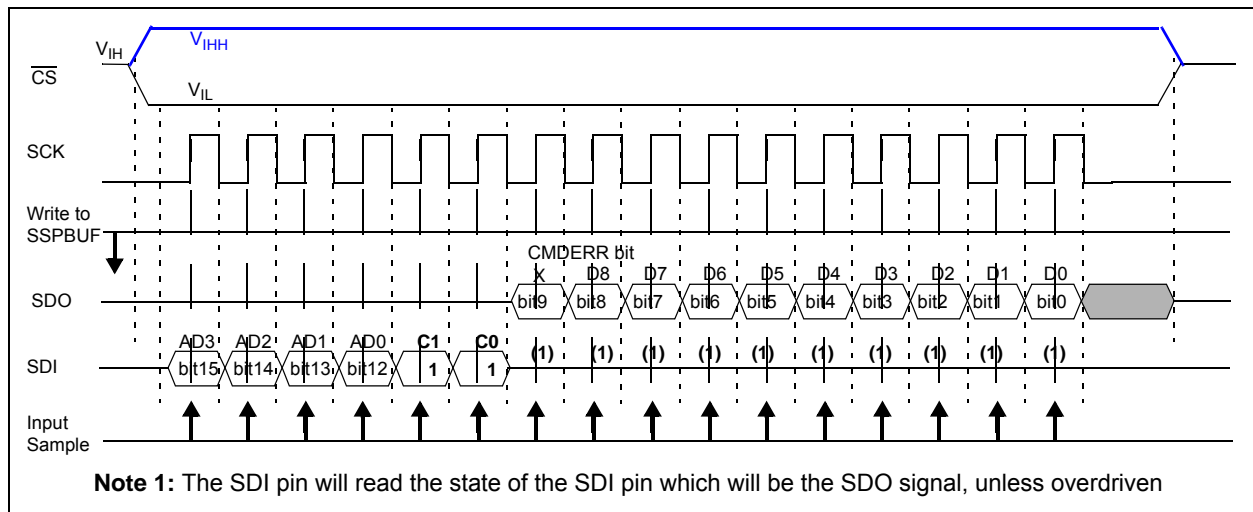 VIHH
VIH
CS
VIL
SCK
Write to
SSPBUF
CMDERR bit
X D8 D7 D6 D5 D4 D3 D2 D1 D0
SDO bit9 bit8 bit7 bit6 bit5 bit4 bit3 bit2 bit1 bit0
AD3 AD2 AD1 AD0 C1 C0 (1) (1) (1) (1) (1) (1) (1) (1) (1) (1)
SDI bit15 bit14 bit13 bit12 1 1
Input
Sample
Note 1: The SDI pin will read the state of the SDI pin which will be the SDO signal, unless overdriven